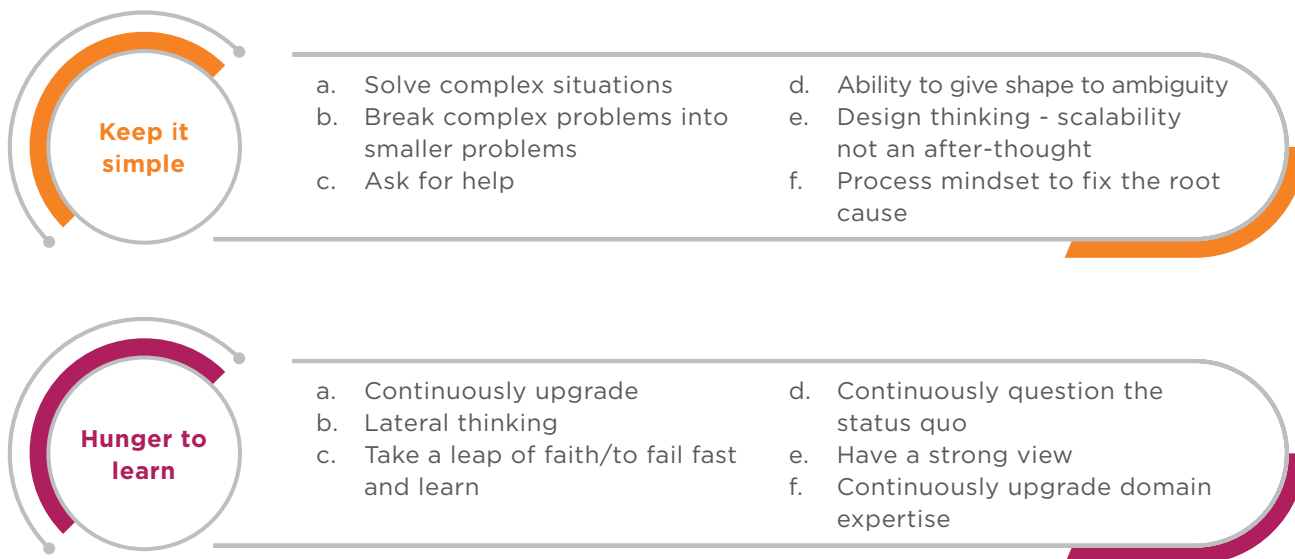 Keep it
simple
a. Solve complex situations
b. Break complex problems into
smaller problems
c. Ask for help
d. Ability to give shape to ambiguity
e. Design thinking - scalability
not an after-thought
f. Process mindset to fix the root
cause
Hunger to
learn
a. Continuously upgrade
b. Lateral thinking
c. Take a leap of faith/to fail fast
and learn
d. Continuously question the
status quo
e. Have a strong view
f. Continuously upgrade domain
expertise